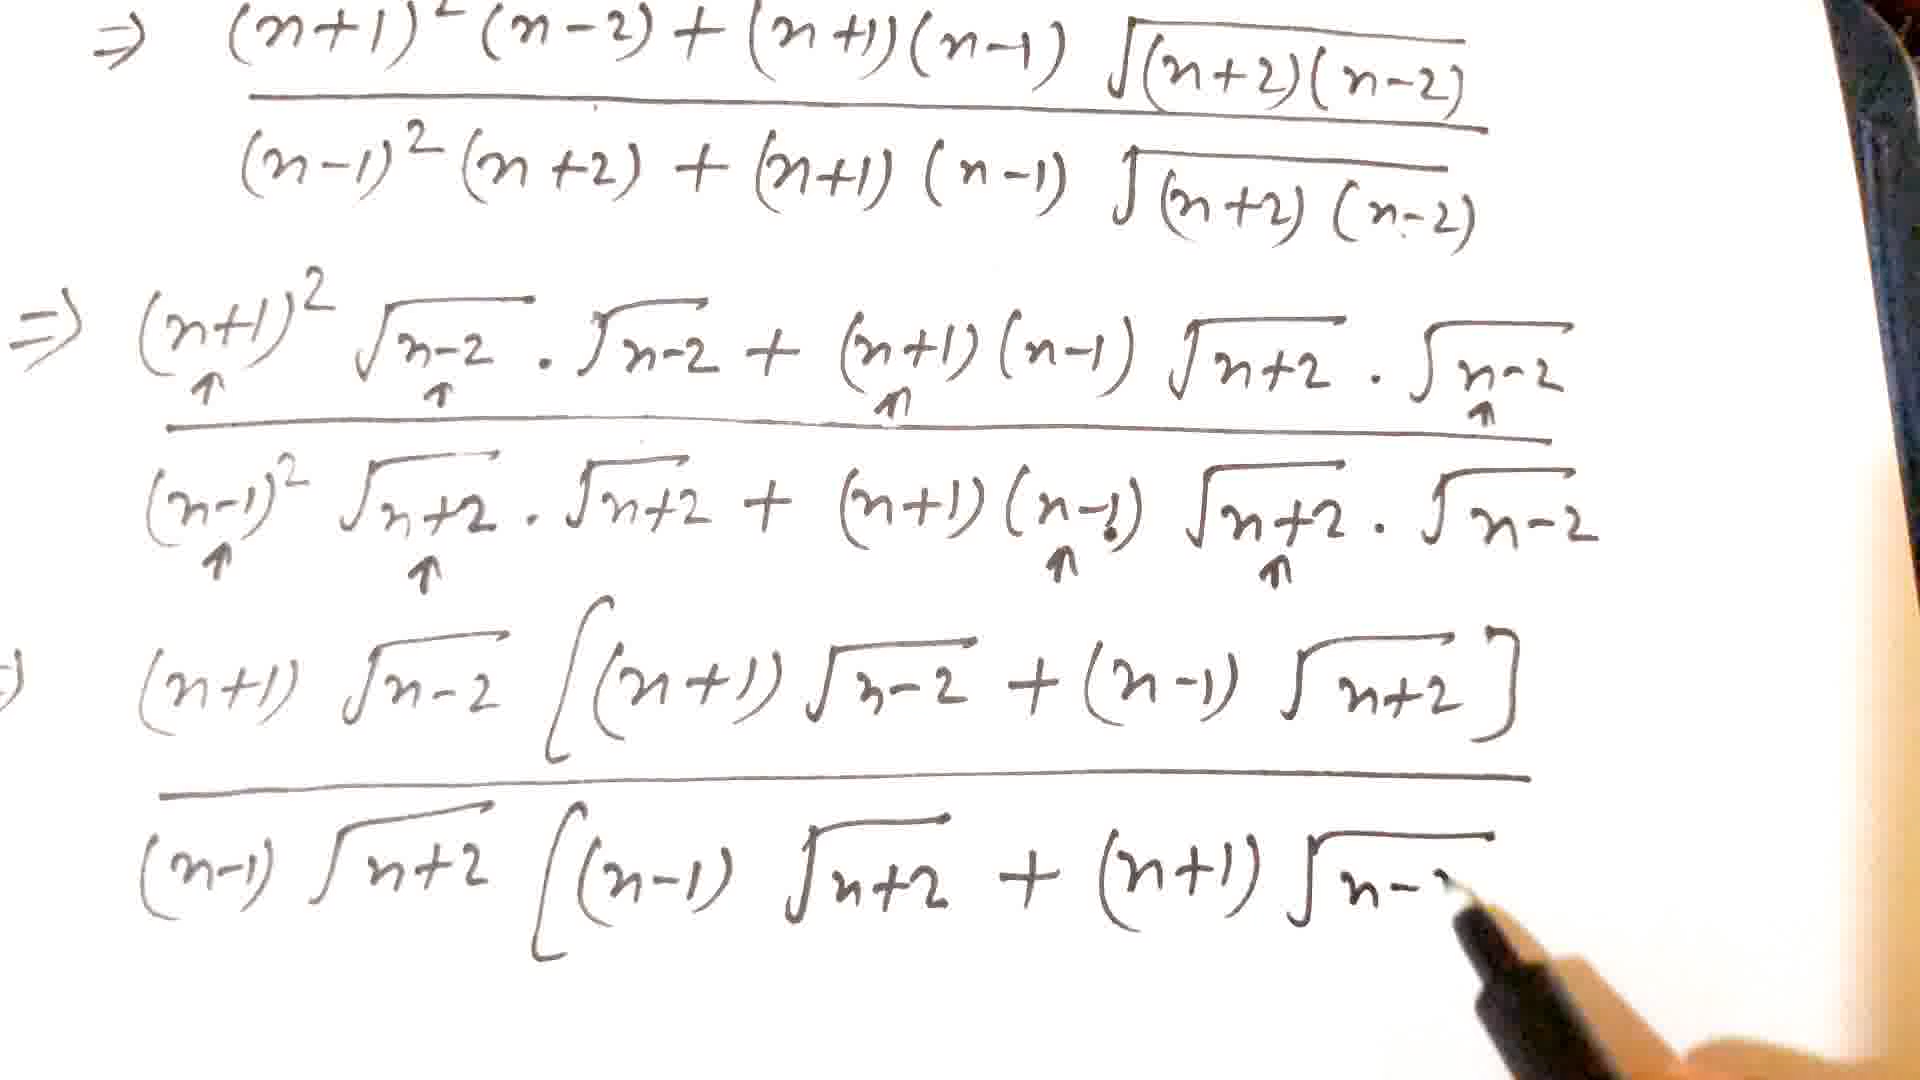 ⇒ (n+1)² (n-2) + (n+1)(n-1) √(n+2)(n-2)
(n-1)² (n+2) + (n+1) (n-1) √(n+2) (n-2)
⇒ (n+1)² √n-2 . √n-2 + (n+1)(n-1) √n+2 . √n-2
↑ ↑ ↑ ↑
(n-1)² √n+2 . √n+2 + (n+1)(n-1) √n+2 . √n-2
↑ ↑ ↑ ↑
⇒ (n+1) √n-2 [(n+1) √n-2 + (n-1) √n+2]
(n-1) √n+2 [(n-1) √n+2 + (n+1) √n-